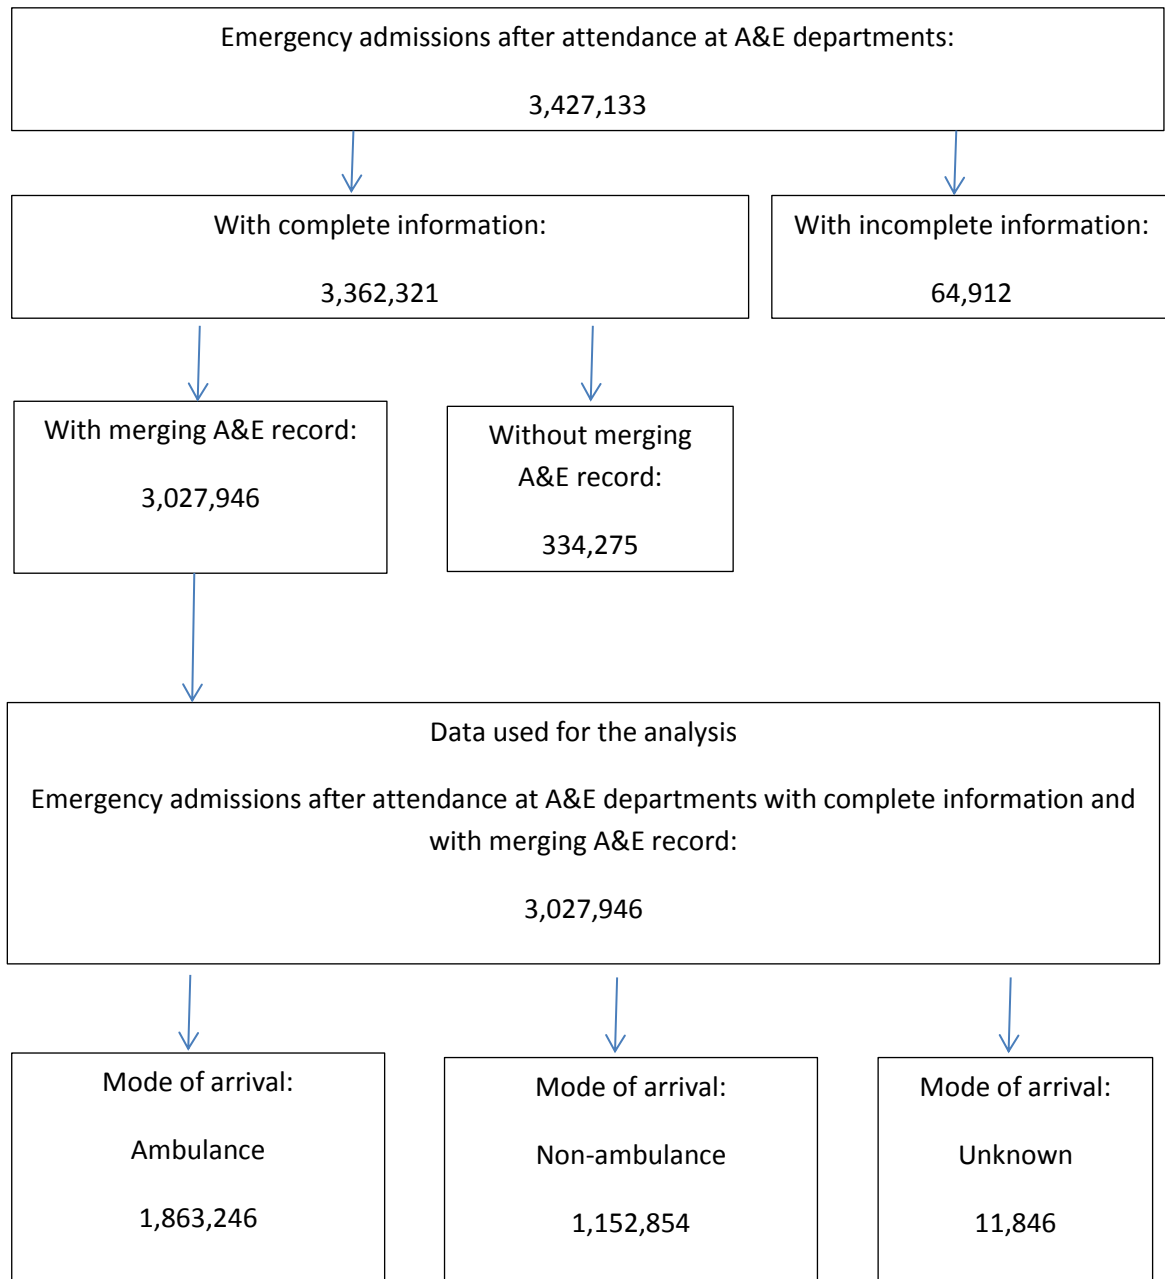 Emergency admissions after attendance at A&E departments:
3,427,133
With complete information:
3,362,321
With incomplete information:
64,912
With merging A&E record:
3,027,946
Without merging
A&E record:
334,275
Data used for the analysis
Emergency admissions after attendance at A&E departments with complete information and
with merging A&E record:
3,027,946
Mode of arrival:
Ambulance
1,863,246
Mode of arrival:
Non-ambulance
1,152,854
Mode of arrival:
Unknown
11,846